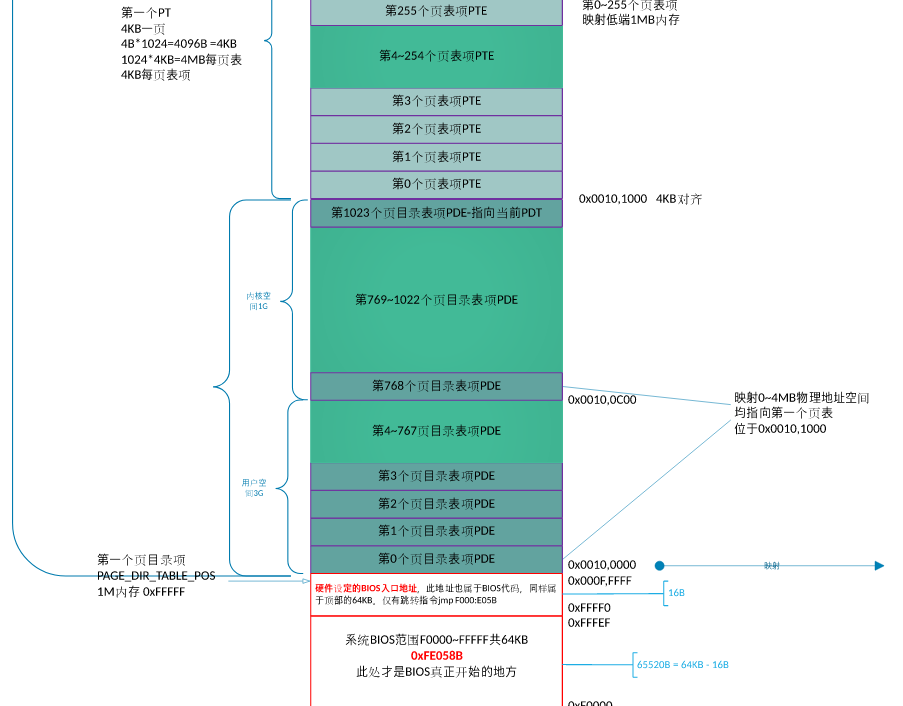 第一个PT
4KB一页
4B*1024=4096B =4KB
1024*4KB=4MB每页表
4KB每页表项
第255个页表项PTE
第4~254个页表项PTE
第3个页表项PTE
第2个页表项PTE
第1个页表项PTE
第0个页表项PTE
第0~255个页表项
映射低端1MB内存
0x0010,1000 4KB对齐
第1023个页目录表项PDE-指向当前PDT
内核空
间1G
第769~1022个页目录表项PDE
第768个页目录表项PDE
0x0010,0C00
映射0~4MB物理地址空间
均指向第一个页表
位于0x0010,1000
第4~767个页目录表项PDE
用户空
间3G
第3个页目录表项PDE
第2个页目录表项PDE
第1个页目录表项PDE
第0个页目录表项PDE
第一个页目录项
PAGE_DIR_TABLE_POS
1M内存 0xFFFFF
0x0010,0000
0x000F,FFFF
映射
硬件设定的BIOS入口地址，此地址也属于BIOS代码，同样属
于顶部的64KB，仅有跳转指令jmp F000:E05B
16B
0xFFFF0
0xFFFEF
系统BIOS范围F0000~FFFFF共64KB
0xFE058B
此处才是BIOS真正开始的地方
65520B = 64KB - 16B
0xF0000